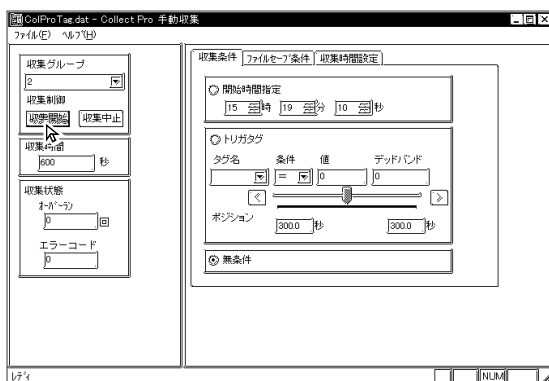 ColProTag.dat - Collect Pro 手動収集
ファイル(F) ヘルプ(H)
収集グループ
2
収集制御
収集開始 収集中止
収集時間
600 秒
収集状態
オーバーラン
0
エラーコード
0
収集条件 ファイルセーブ条件 収集時間設定
開始時間指定
15 時 19 分 10 秒
トリガタグ
タグ名 条件 値 デッドバンド
= 0 0
< >
ポジション 300.0 秒 300.0 秒
無条件
レディ NUM